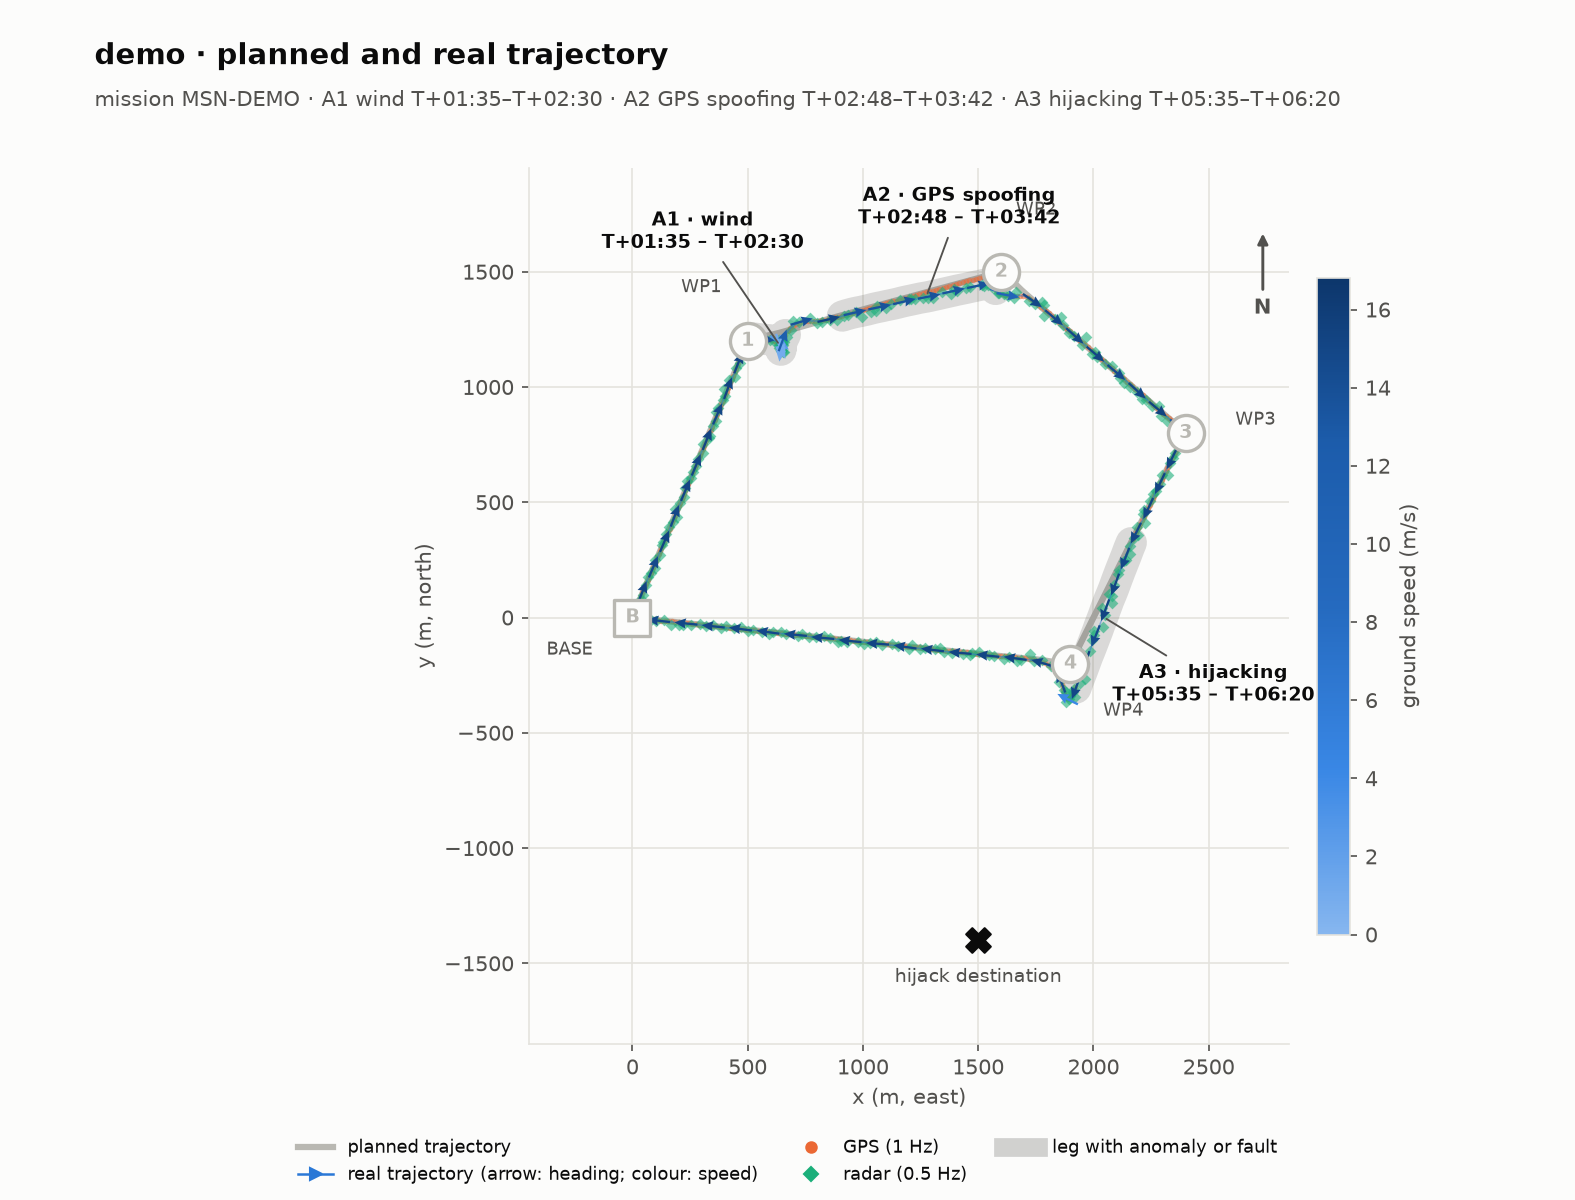 demo · planned and real trajectory
mission MSN-DEMO · A1 wind T+01:35–T+02:30 · A2 GPS spoofing T+02:48–T+03:42 · A3 hijacking T+05:35–T+06:20
A2 · GPS spoofing
T+02:48 – T+03:42
WP2
A1 · wind
T+01:35 – T+02:30
WP1
N
1
2
3
WP3
B
BASE
4
A3 · hijacking
T+05:35 – T+06:20
WP4
hijack destination
1500
1000
500
0
−500
−1000
−1500
y (m, north)
0
500
1000
1500
2000
2500
x (m, east)
16
14
12
10
8
6
4
2
0
ground speed (m/s)
planned trajectory
real trajectory (arrow: heading; colour: speed)
GPS (1 Hz)
radar (0.5 Hz)
leg with anomaly or fault